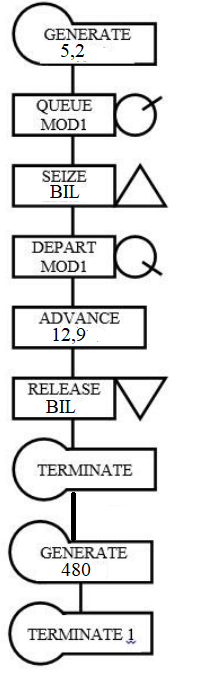 GENERATE
5,2
QUEUE
MOD1
SEIZE
BIL
DEPART
MOD1
ADVANCE
12,9
RELEASE
BIL
TERMINATE
GENERATE
480
TERMINATE 1